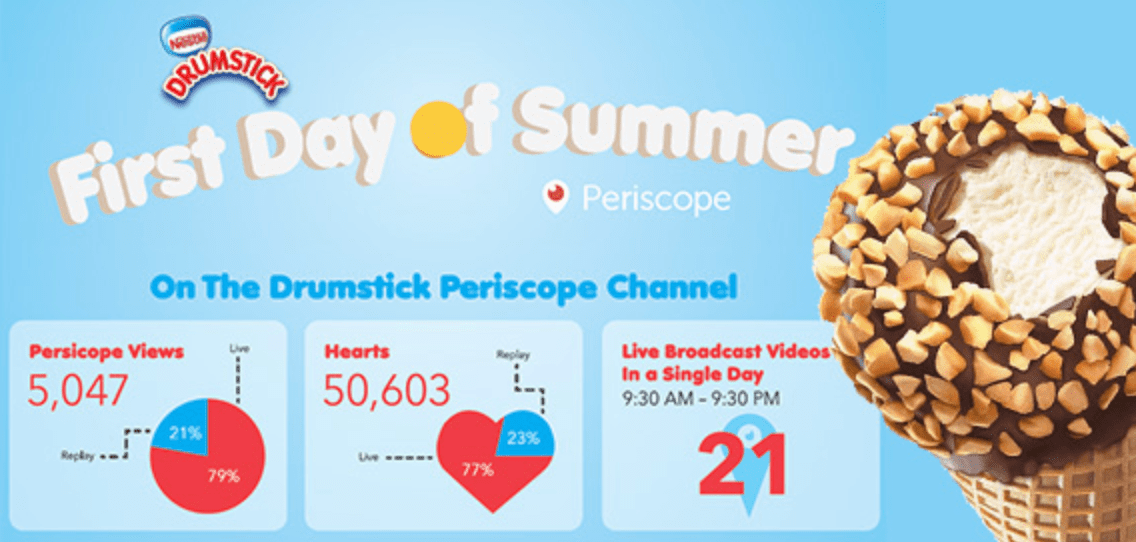 Nestlé
DRUMSTICK
First Day of Summer
Periscope
On The Drumstick Periscope Channel
Persicope Views
5,047
Live
Replay
21%
79%
Hearts
50,603
Replay
Live
23%
77%
Live Broadcast Videos
In a Single Day
9:30 AM – 9:30 PM
21